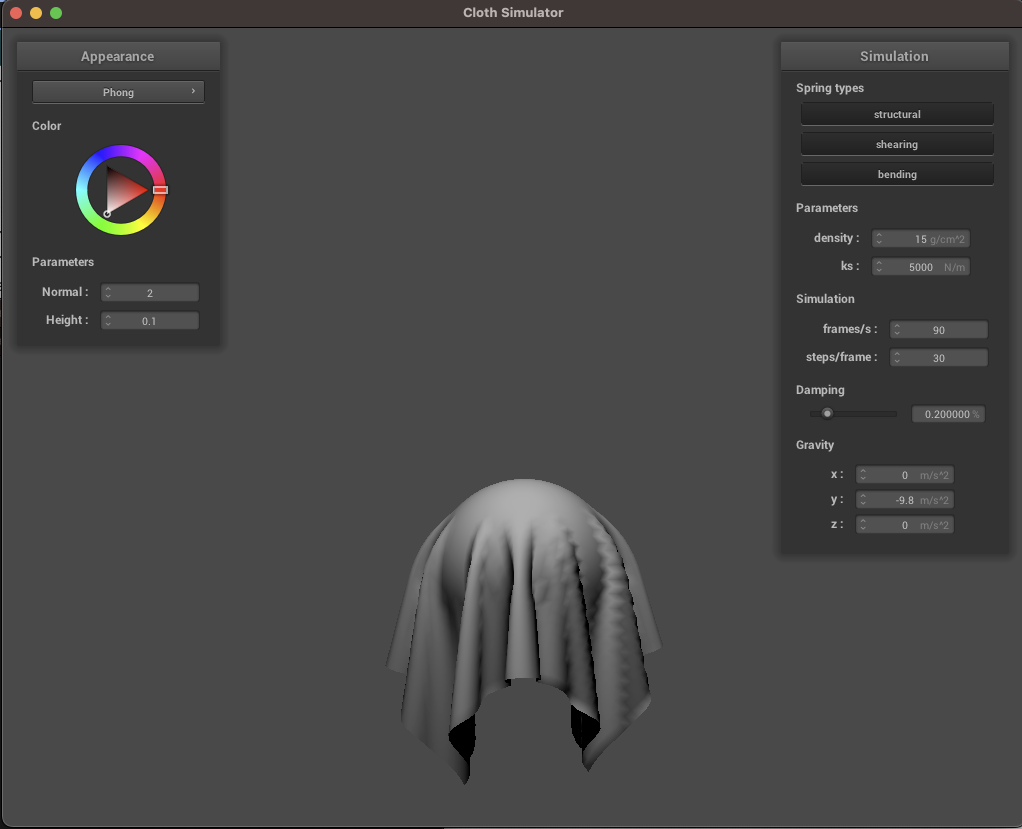 Cloth Simulator
Appearance
Phong
Color
Parameters
Normal : 2
Height : 0.1
Simulation
Spring types
structural
shearing
bending
Parameters
density : 15 g/cm^2
ks : 5000 N/m
Simulation
frames/s : 90
steps/frame : 30
Damping
0.200000 %
Gravity
x : 0 m/s^2
y : -9.8 m/s^2
z : 0 m/s^2